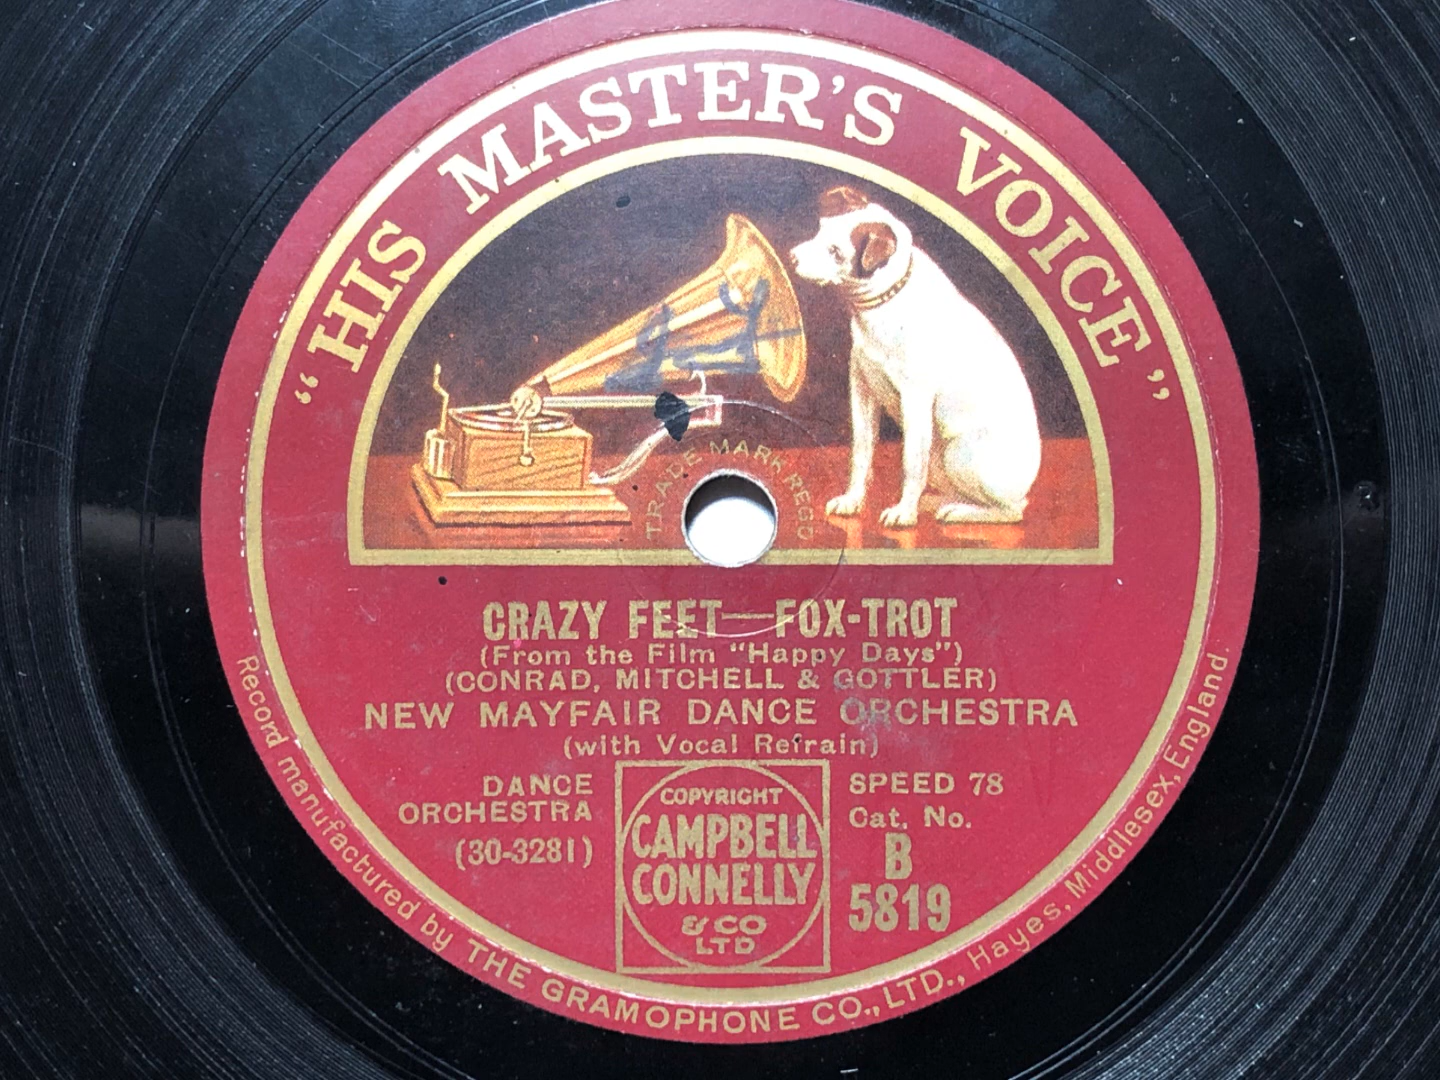 "HIS MASTER'S VOICE"
TRADE MARK REGD
CRAZY FEET—FOX-TROT
(From the Film "Happy Days")
(CONRAD, MITCHELL & GOTTLER)
NEW MAYFAIR DANCE ORCHESTRA
(with Vocal Refrain)
DANCE
ORCHESTRA
(30-3281)
COPYRIGHT
CAMPBELL
CONNELLY
& CO
LTD
SPEED 78
Cat. No.
B
5819
Record manufactured by THE GRAMOPHONE CO., LTD., Hayes, Middlesex, England.